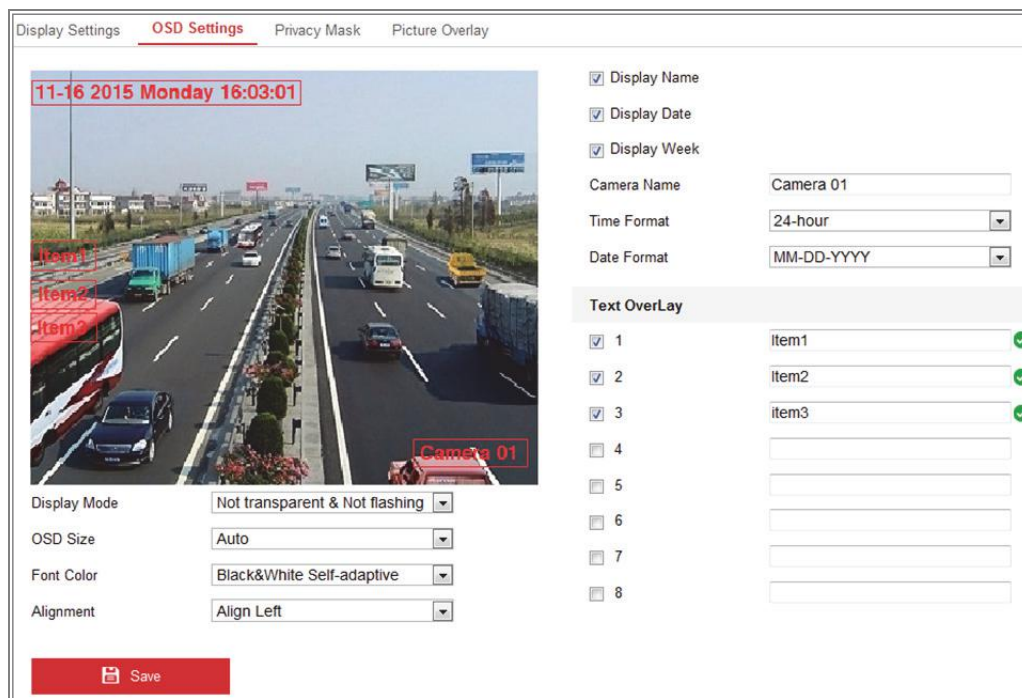 Display Settings OSD Settings Privacy Mask Picture Overlay
11-16 2015 Monday 16:03:01
Item1
Item2
Item3
Camera 01
Display Mode Not transparent & Not flashing
OSD Size Auto
Font Color Black&White Self-adaptive
Alignment Align Left
Save
Display Name
Display Date
Display Week
Camera Name Camera 01
Time Format 24-hour
Date Format MM-DD-YYYY
Text OverLay
1 Item1
2 Item2
3 item3
4
5
6
7
8